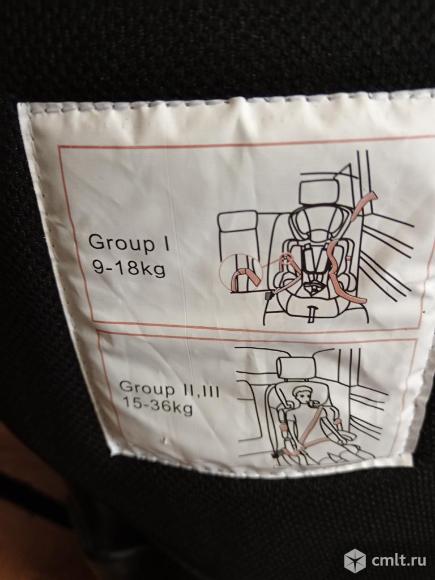 Group I
9-18kg
Group II,III
15-36kg
cmlt.ru